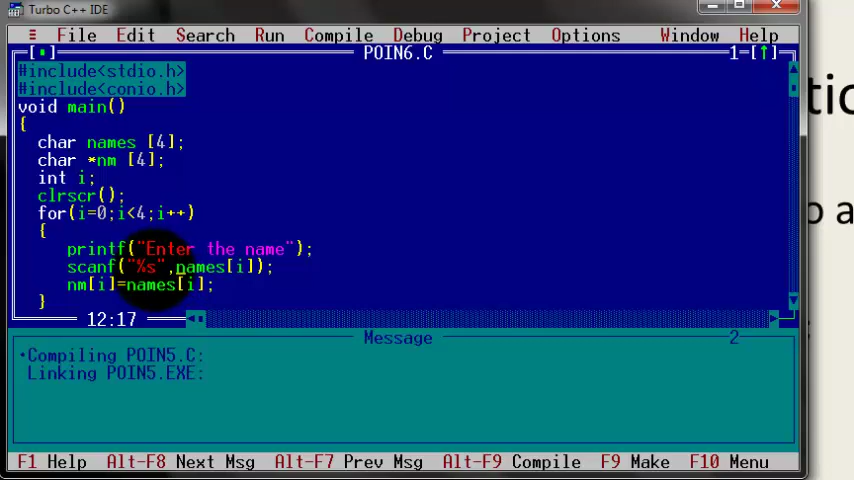 Turbo C++ IDE
≡ File Edit Search Run Compile Debug Project Options Window Help
[▪] POIN6.C 1=[↑]
#include<stdio.h>
#include<conio.h>
void main()
{
char names [4];
char *nm [4];
int i;
clrscr();
for(i=0;i<4;i++)
{
printf("Enter the name");
scanf("%s",names[i]);
nm[i]=names[i];
}
12:17
Message 2
•Compiling POIN5.C:
Linking POIN5.EXE:
F1 Help Alt-F8 Next Msg Alt-F7 Prev Msg Alt-F9 Compile F9 Make F10 Menu